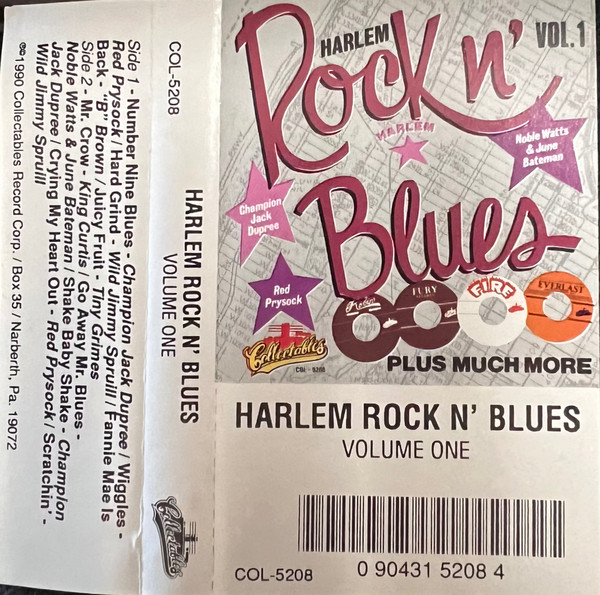 Side 1 - Number Nine Blues - Champion Jack Dupree / Wiggles -
Red Prysock / Hard Grind - Wild Jimmy Spruill / Fannie Mae Is
Back - "B" Brown / Juicy Fruit - Tiny Grimes
Side 2 - Mr. Crow - King Curtis / Go Away Mr. Blues -
Noble Watts & June Bateman / Shake Baby Shake - Champion
Jack Dupree / Crying My Heart Out - Red Prysock / Scratchin' -
Wild Jimmy Spruill
℗©1990 Collectables Record Corp. / Box 35 / Narberth, Pa. 19072
COL-5208
HARLEM ROCK N' BLUES
VOLUME ONE
Collectables
HARLEM
Rock n'
VOL.1
Blues
HARLEM
Noble Watts
& June
Bateman
Champion
Jack
Dupree
Red
Prysock
FURY
FIRE
EVERLAST
Collectables
COL - 5208
PLUS MUCH MORE
HARLEM ROCK N' BLUES
VOLUME ONE
COL-5208
0 90431 5208 4